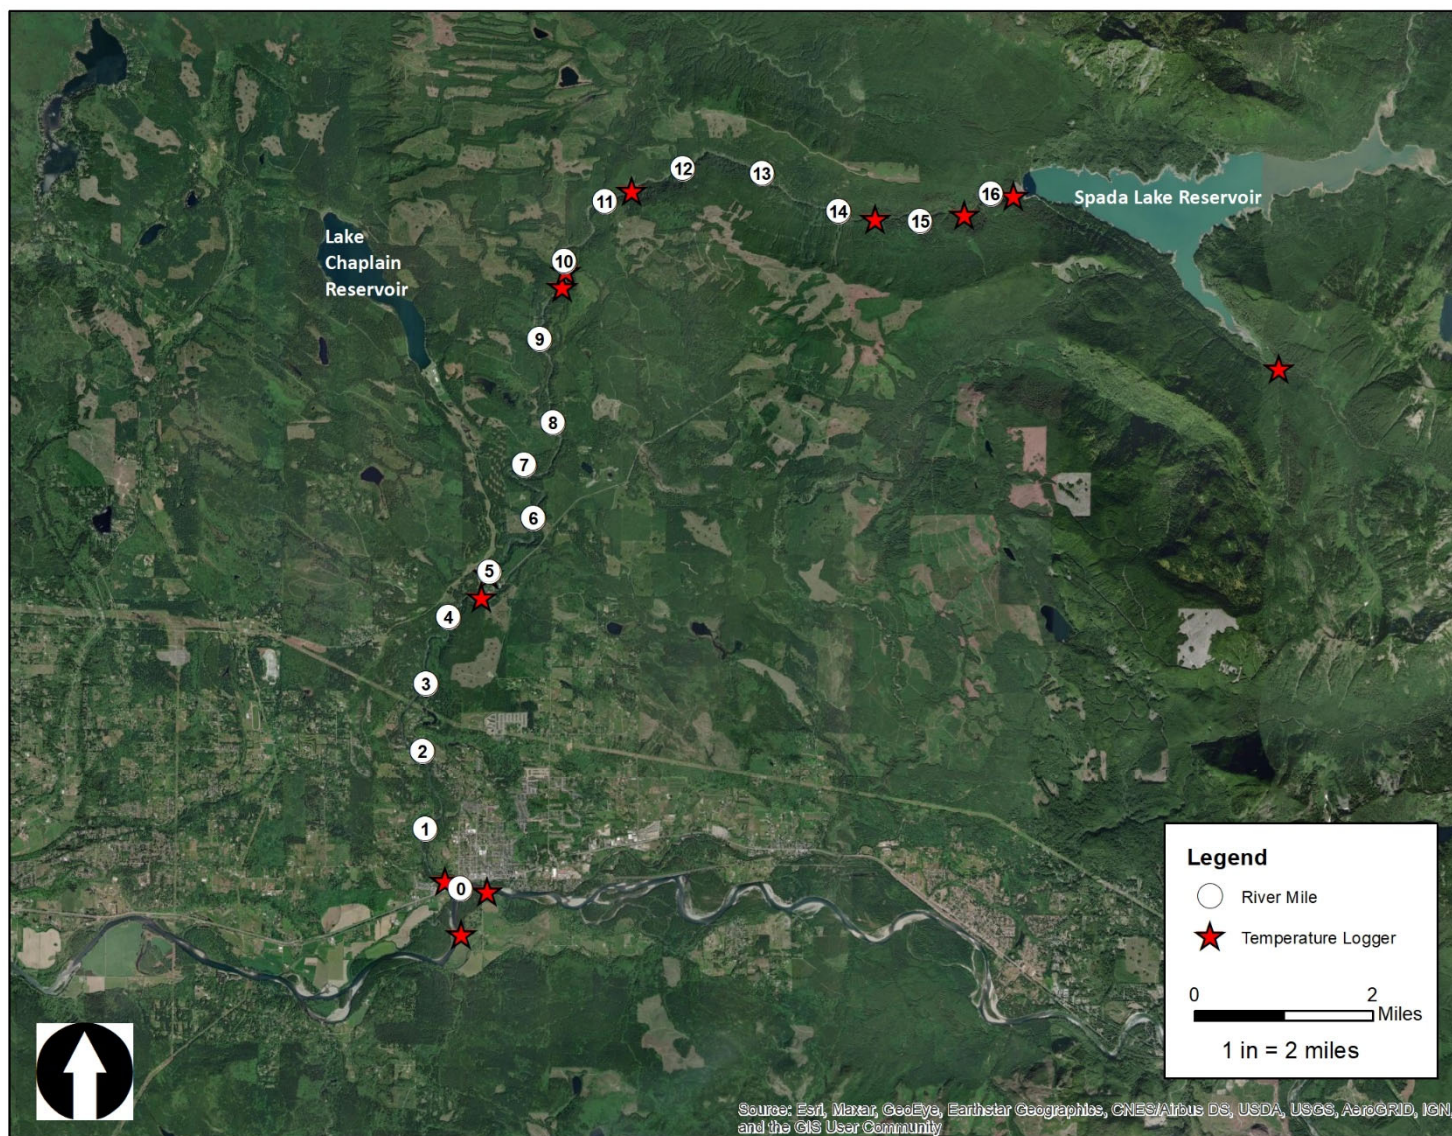 12
13
11
16
Spada Lake Reservoir
14
15
Lake
Chaplain
Reservoir
10
9
8
7
6
5
4
3
2
1
0
Legend
River Mile
Temperature Logger
0 2
Miles
1 in = 2 miles
Source: Esri, Maxar, GeoEye, Earthstar Geographics, CNES/Airbus DS, USDA, USGS, AeroGRID, IGN,
and the GIS User Community